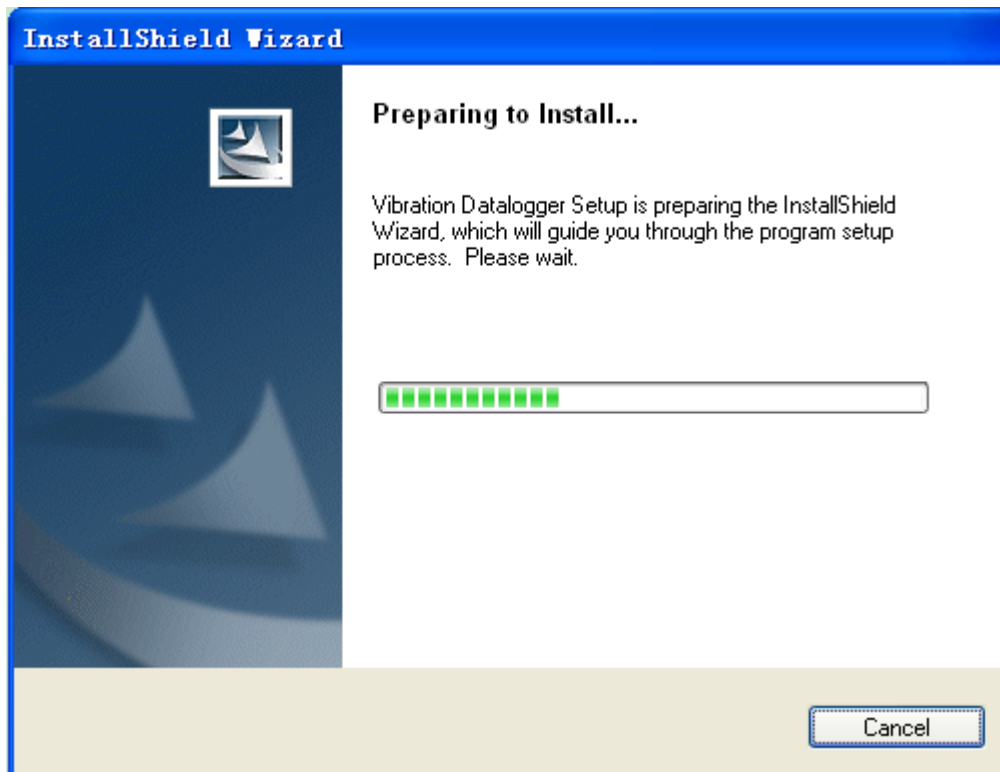 InstallShield Wizard
Preparing to Install...
Vibration Datalogger Setup is preparing the InstallShield
Wizard, which will guide you through the program setup
process.  Please wait.
Cancel